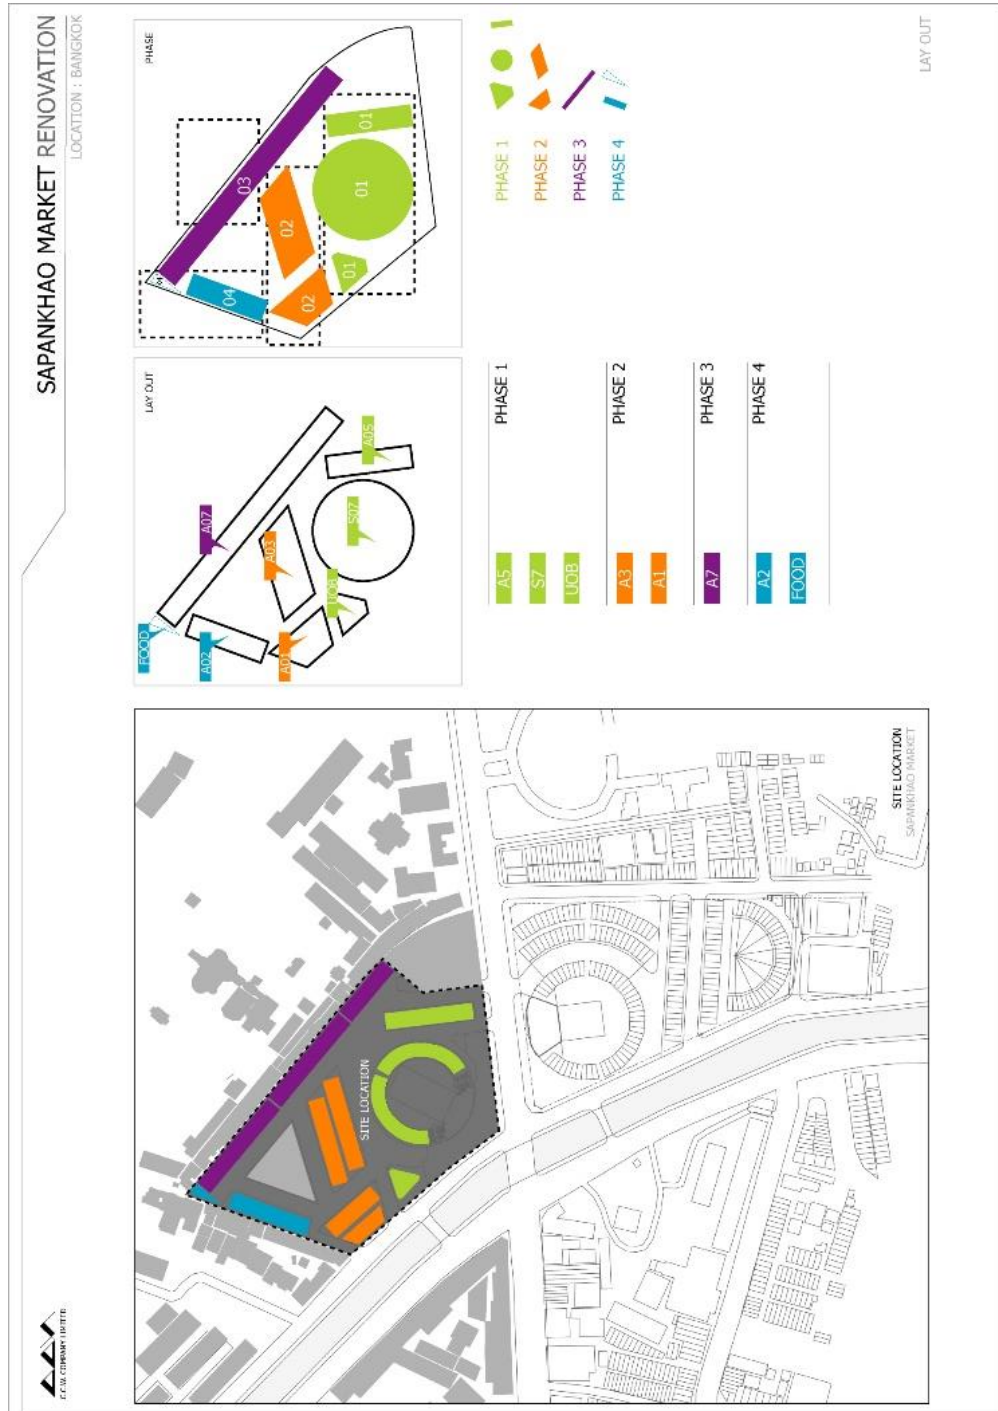 SAPANKHAO MARKET RENOVATION
LOCATION : BANGKOK
C.C.M. COMPANY LIMITED
SITE LOCATION
SITE LOCATION
SAPANKHAO MARKET
LAY OUT
FOOD
A07
A02
A03
A01
UOB
S07
A05
PHASE
03
04
02
02
01
01
01
A5
S7
UOB
PHASE 1
A3
A1
PHASE 2
A7
PHASE 3
A2
FOOD
PHASE 4
PHASE 1
PHASE 2
PHASE 3
PHASE 4
LAY OUT